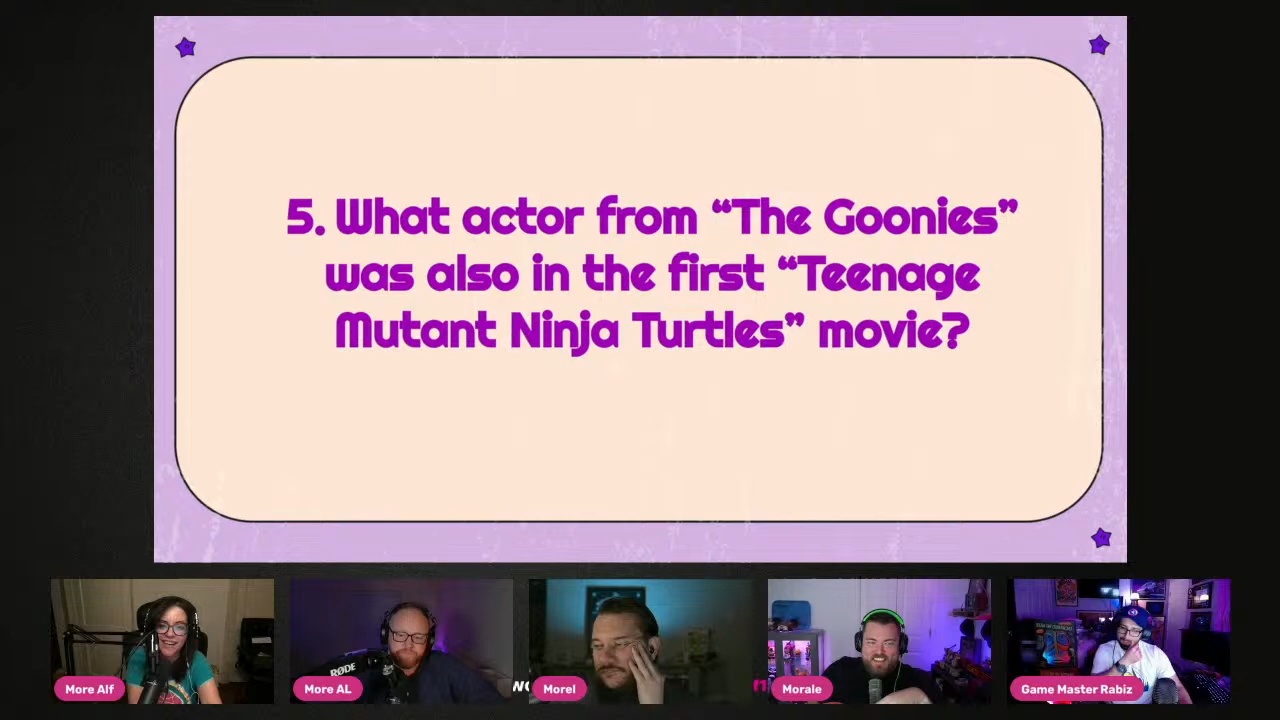 5. What actor from “The Goonies”
was also in the first “Teenage
Mutant Ninja Turtles” movie?
RØDE
More Alf
More AL
Morel
Morale
Game Master Rabiz